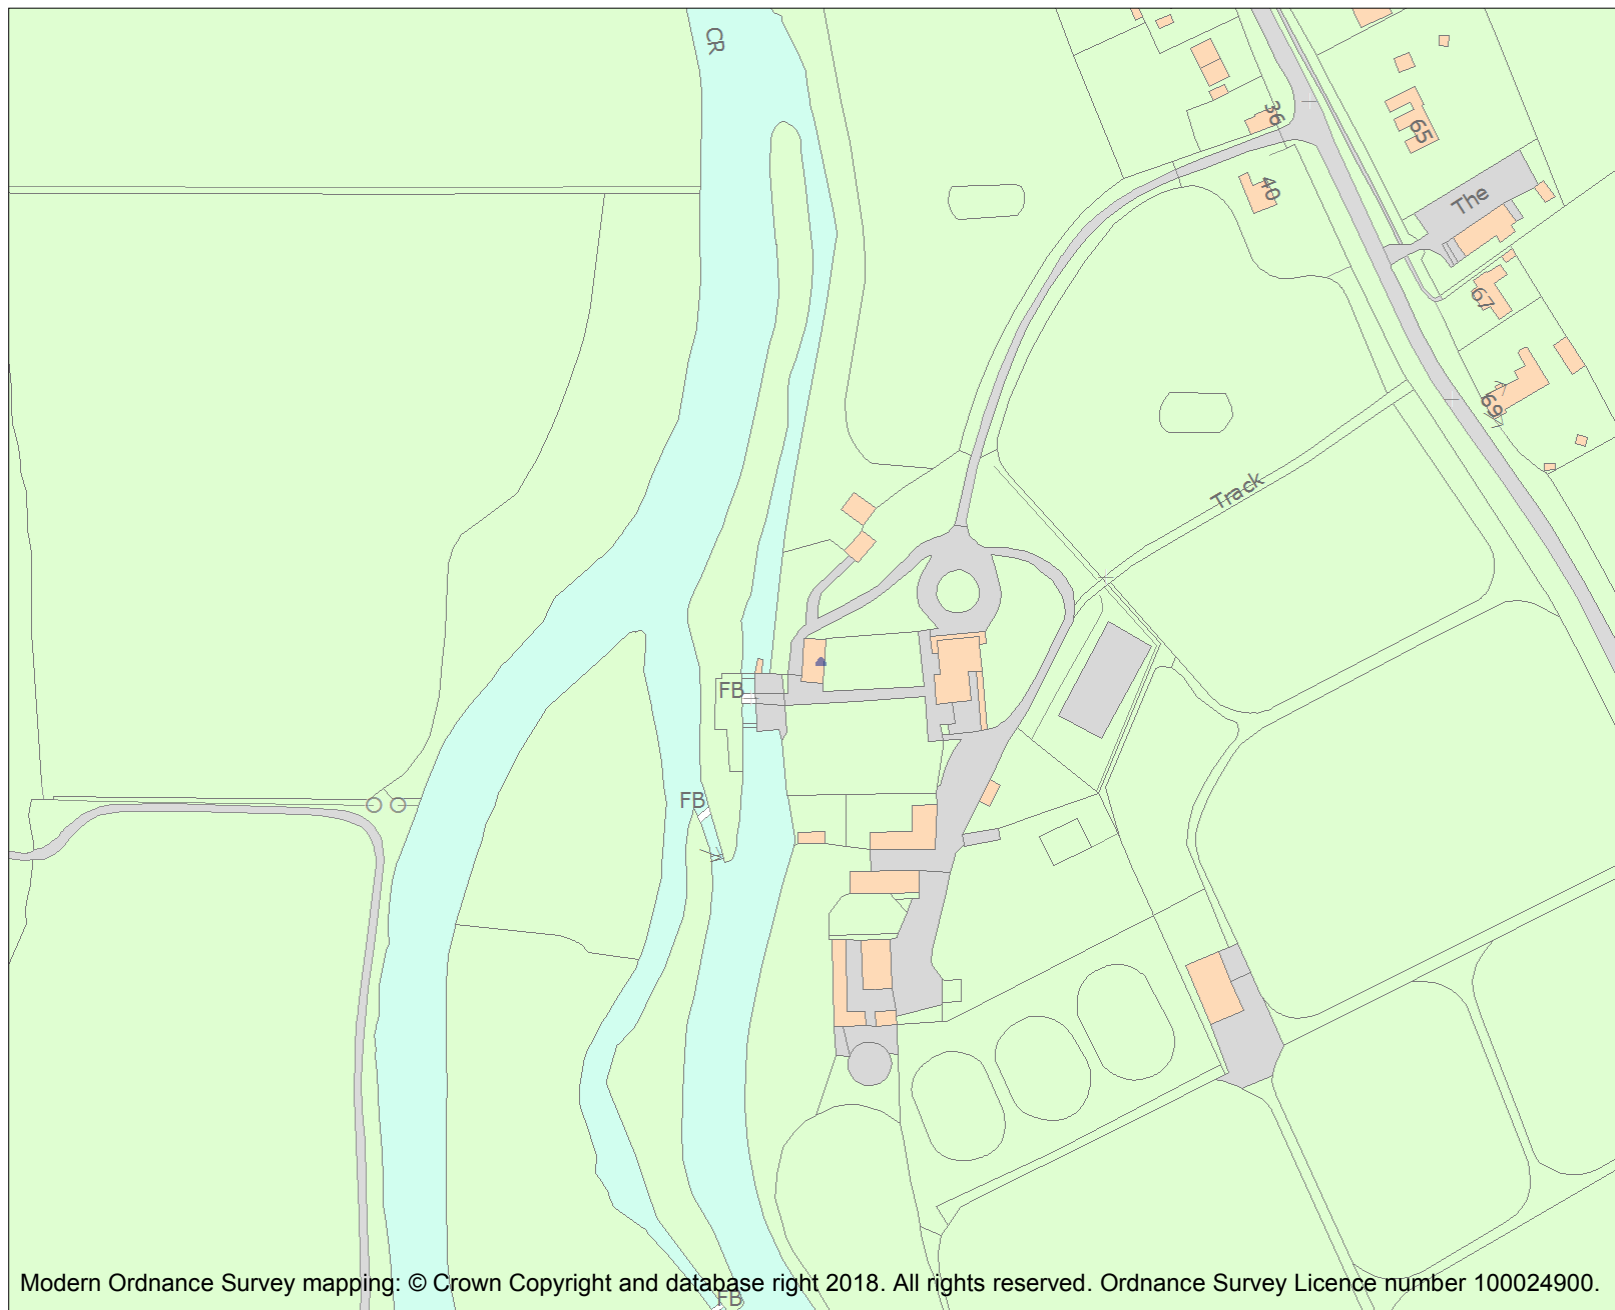 CR
36
65
40
The
67
69
Track
FB
FB
FB
Modern Ordnance Survey mapping: © Crown Copyright and database right 2018. All rights reserved. Ordnance Survey Licence number 100024900.